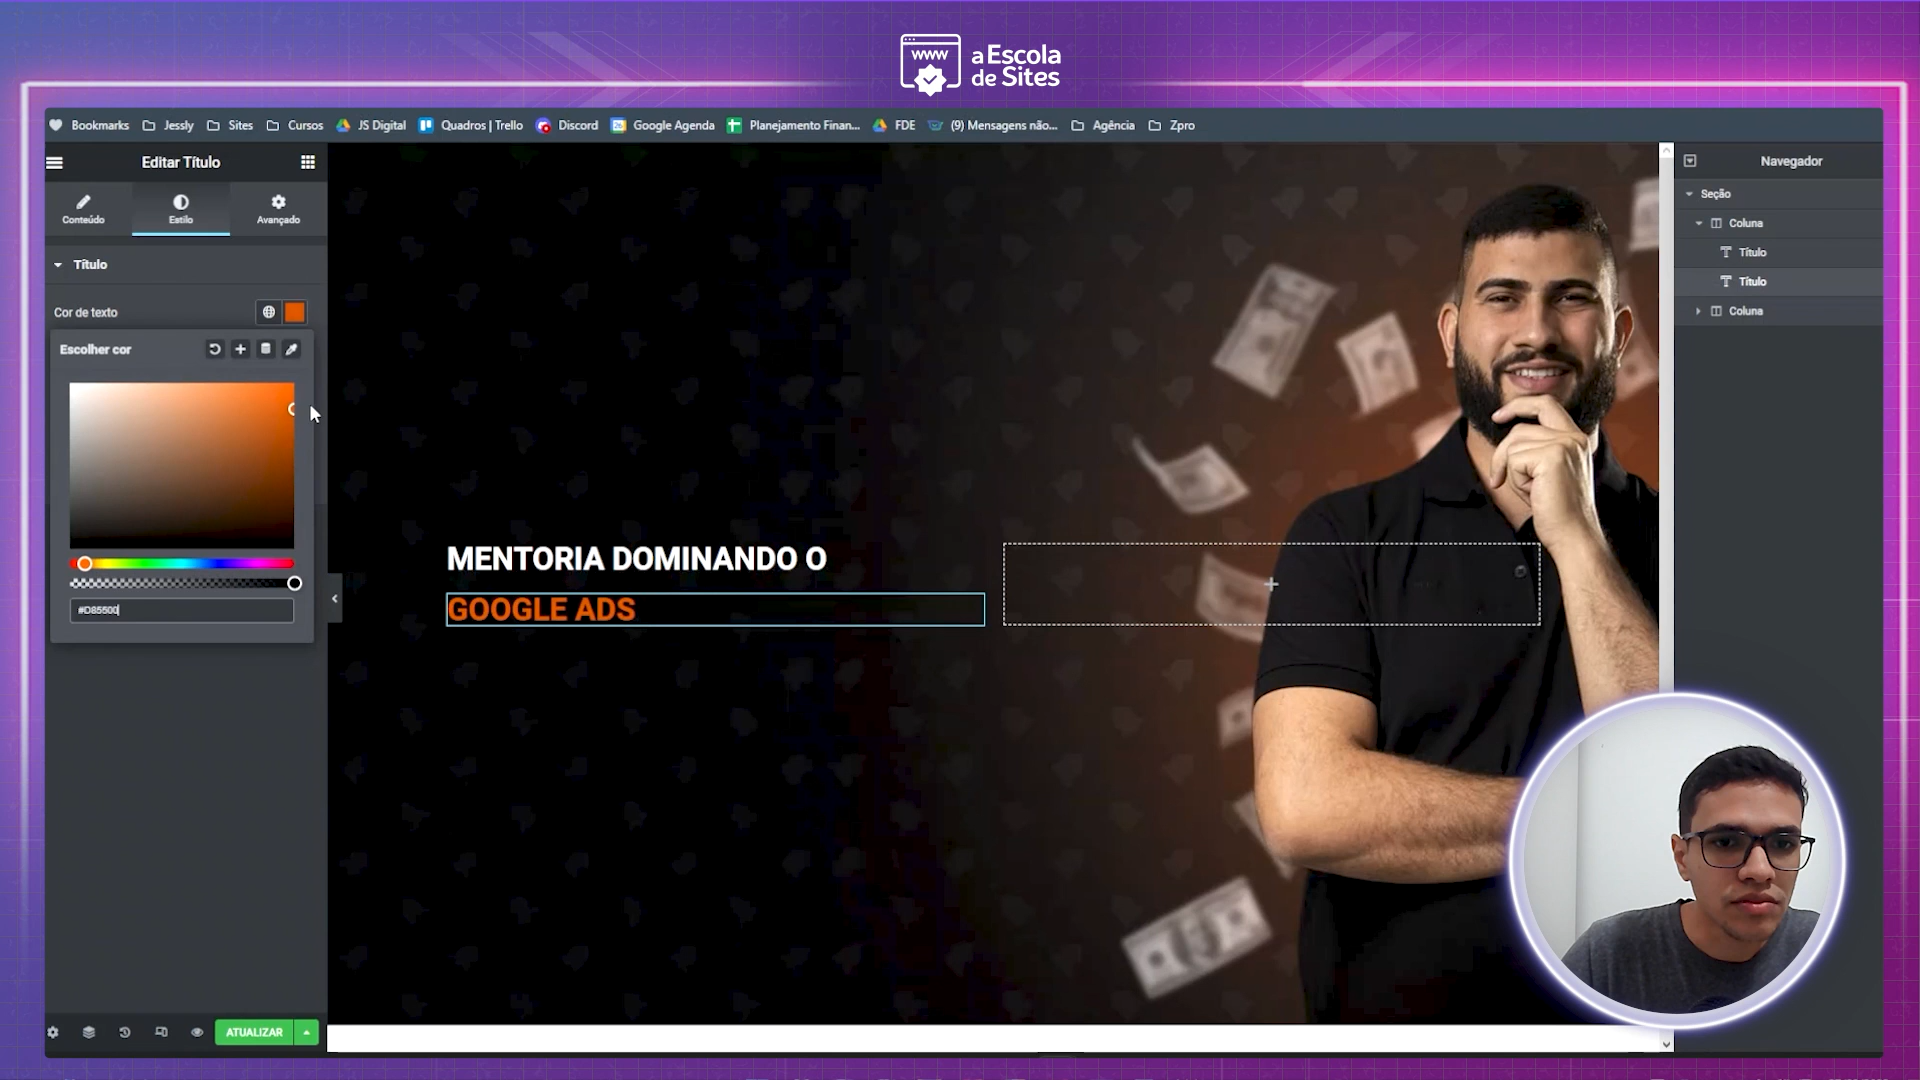 www
a Escola
de Sites
Bookmarks Jessly Sites Cursos JS Digital Quadros | Trello Discord Google Agenda Planejamento Finan... FDE (9) Mensagens não... Agência Zpro
Editar Título
Conteúdo Estilo Avançado
Título
Cor de texto
Escolher cor
#D85500
ATUALIZAR
MENTORIA DOMINANDO O
GOOGLE ADS
Navegador
Seção
Coluna
Título
Título
Coluna